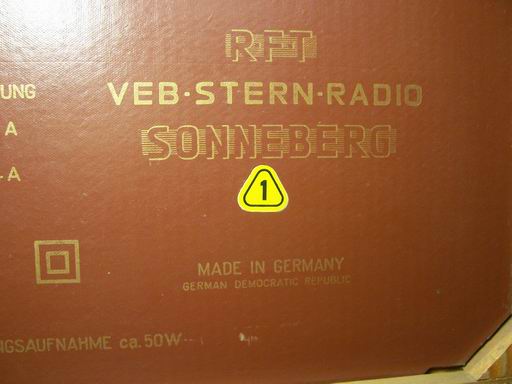 RFT
UNG
VEB·STERN-RADIO
A
SONNEBERG
-A
1
MADE IN GERMANY
GERMAN DEMOCRATIC REPUBLIC
NGSAUFNAHME ca.50W